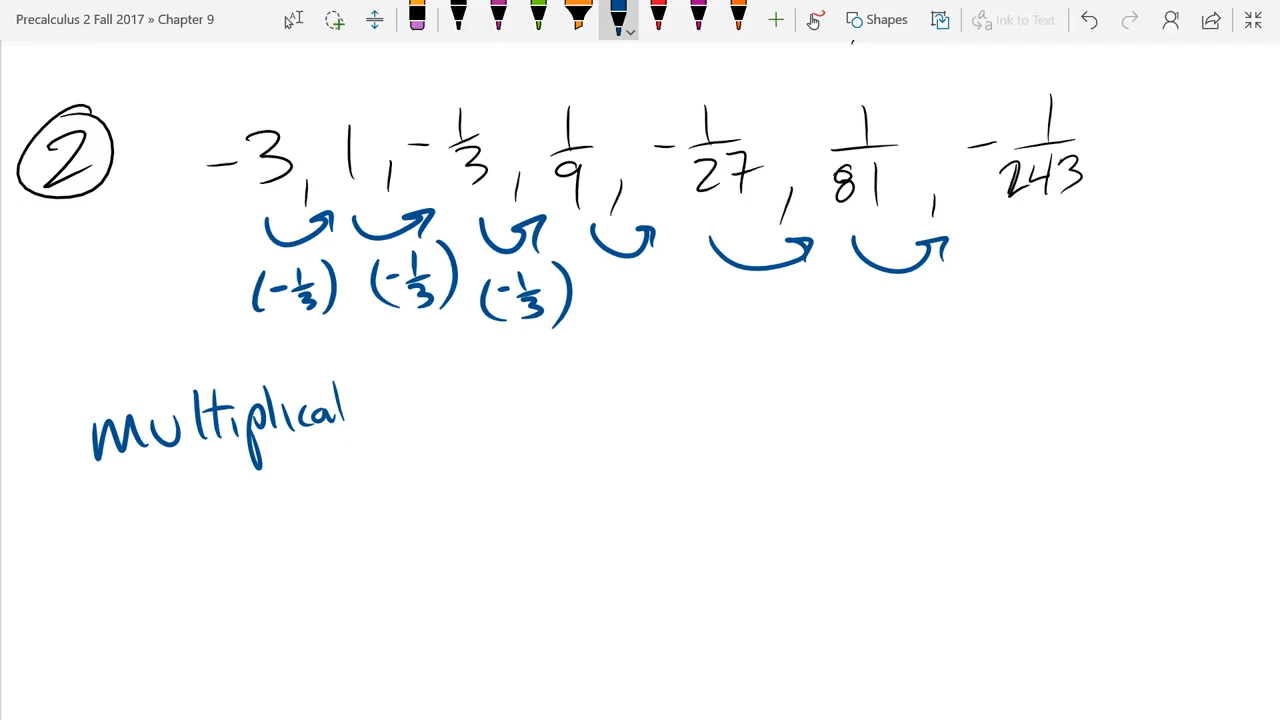 Precalculus 2 Fall 2017 » Chapter 9
Shapes
Ink to Text
2 -3, 1, -1/3, 1/9, -1/27, 1/81, -1/243
(-1/3) (-1/3) (-1/3)
multiplical